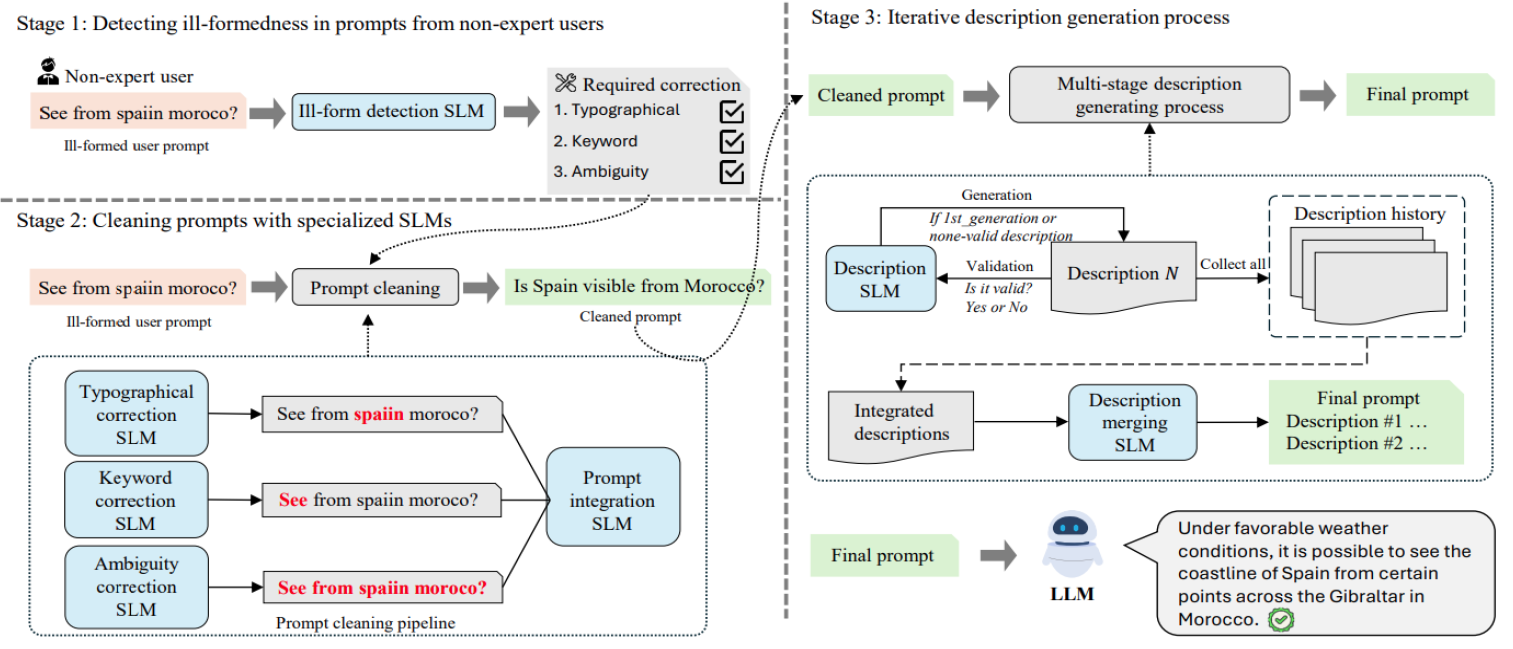 Stage 1: Detecting ill-formedness in prompts from non-expert users
Non-expert user
See from spaiin moroco?
Ill-formed user prompt
Ill-form detection SLM
Required correction
1. Typographical
2. Keyword
3. Ambiguity
Stage 2: Cleaning prompts with specialized SLMs
See from spaiin moroco?
Ill-formed user prompt
Prompt cleaning
Is Spain visible from Morocco?
Cleaned prompt
Typographical
correction
SLM
See from spaiin moroco?
Keyword
correction
SLM
See from spaiin moroco?
Ambiguity
correction
SLM
See from spaiin moroco?
Prompt
integration
SLM
Prompt cleaning pipeline
Stage 3: Iterative description generation process
Cleaned prompt
Multi-stage description
generating process
Final prompt
Generation
If 1st_generation or
none-valid description
Description
SLM
Validation
Is it valid?
Yes or No
Description N
Collect all
Description history
Integrated
descriptions
Description
merging
SLM
Final prompt
Description #1 …
Description #2 …
Final prompt
LLM
Under favorable weather
conditions, it is possible to see the
coastline of Spain from certain
points across the Gibraltar in
Morocco.